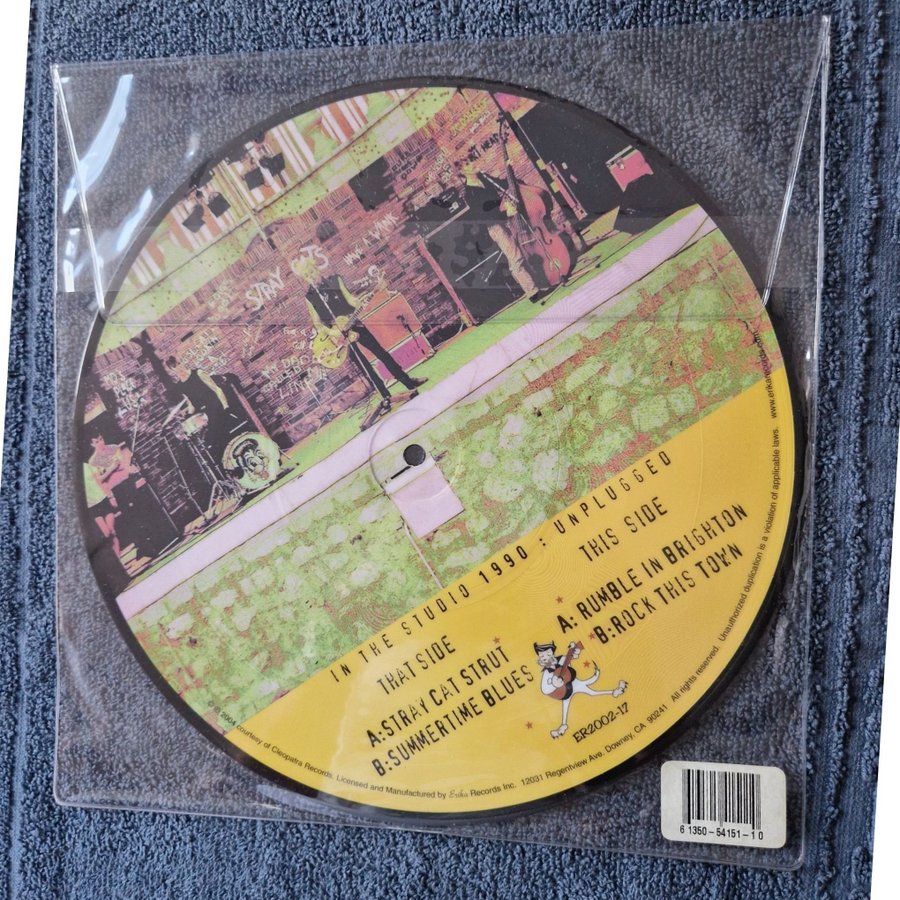 STRAY CATS
IN THE STUDIO 1990 : UNPLUGGED
THAT SIDE
A:STRAY CAT STRUT
B:SUMMERTIME BLUES
THIS SIDE
A:RUMBLE IN BRIGHTON
B:ROCK THIS TOWN
ER2002-17
2004 courtesy of Cleopatra Records. Licensed and Manufactured by Erika Records Inc. 12031 Regentview Ave. Downey, CA 90241 All rights reserved. Unauthorized duplication is a violation of applicable laws.
6 1350-54151-1 0